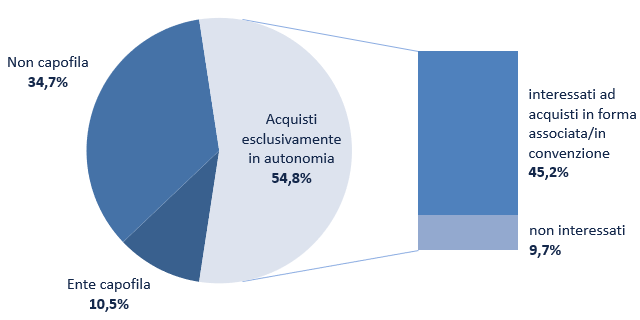 Non capofila
34,7%
Acquisti
esclusivamente
in autonomia
54,8%
Ente capofila
10,5%
interessati ad
acquisti in forma
associata/in
convenzione
45,2%
non interessati
9,7%